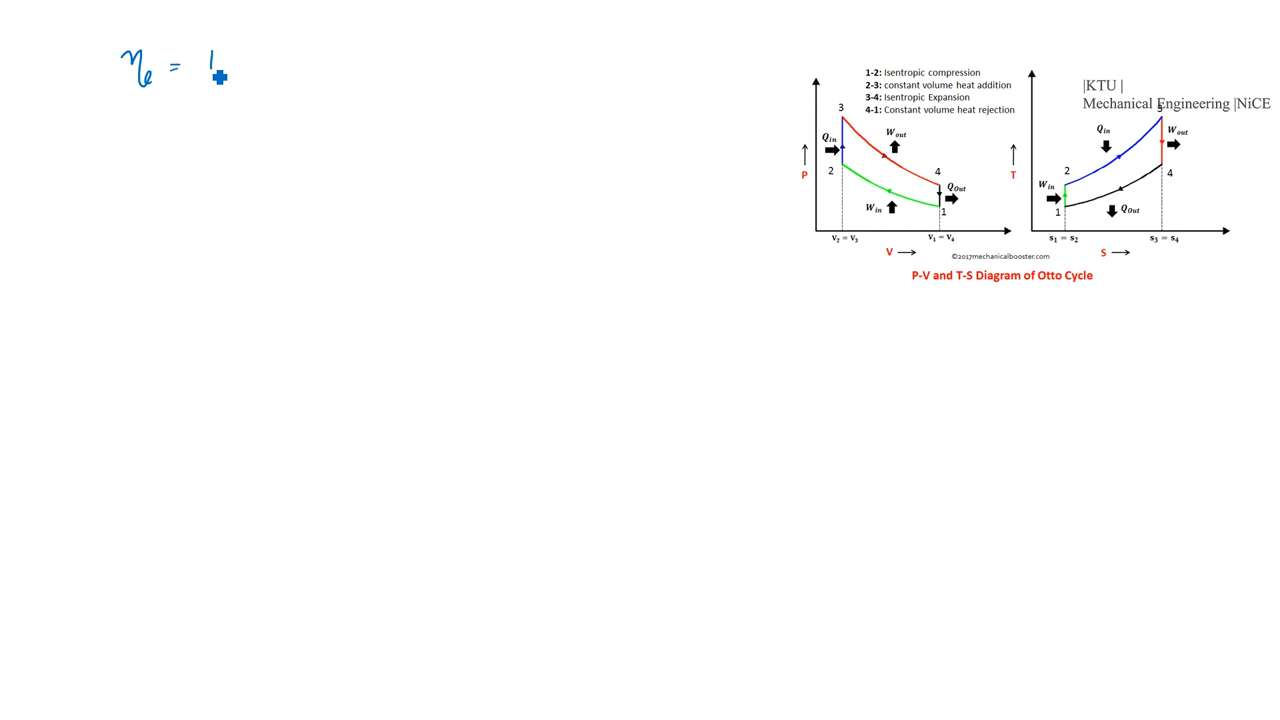 η = 1
1-2: Isentropic compression
2-3: constant volume heat addition
3-4: Isentropic Expansion
4-1: Constant volume heat rejection
|KTU |
Mechanical Engineering |NiCE
3
Qin
Wout
P
2
4
QOut
Win
1
v₂ = v₃
v₁ = v₄
V
3
Qin
Wout
T
2
4
Win
1
QOut
s₁ = s₂
s₃ = s₄
S
©2017mechanicalbooster.com
P-V and T-S Diagram of Otto Cycle